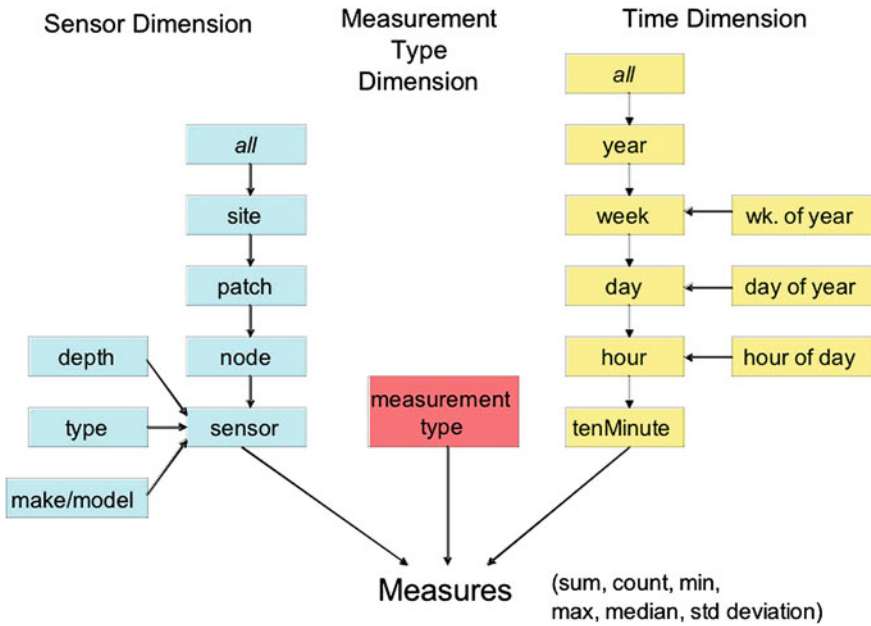 Sensor Dimension
Measurement
Type
Dimension
Time Dimension
all
site
patch
node
sensor
depth
type
make/model
measurement
type
all
year
week
day
hour
tenMinute
wk. of year
day of year
hour of day
Measures
(sum, count, min,
max, median, std deviation)